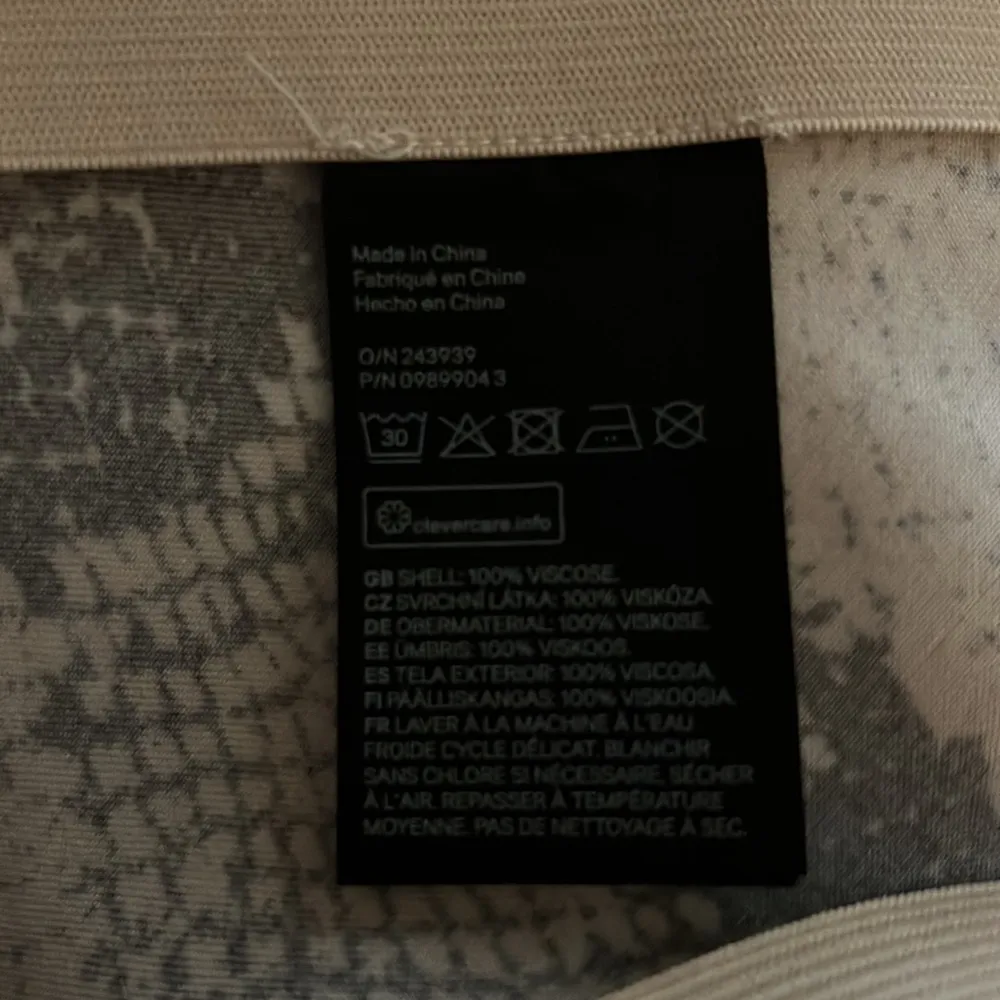 Made in China
Fabriqué en Chine
Hecho en China
O/N 243939
P/N 0989904 3
30
clevercare.info
GB SHELL: 100% VISCOSE.
CZ SVRCHNÍ LÁTKA: 100% VISKÓZA.
DE OBERMATERIAL: 100% VISKOSE.
EE ÜMBRIS: 100% VISKOOS.
ES TELA EXTERIOR: 100% VISCOSA.
FI PÄÄLLISKANGAS: 100% VISKOOSIA.
FR LAVER À LA MACHINE À L'EAU
FROIDE CYCLE DÉLICAT. BLANCHIR
SANS CHLORE SI NÉCESSAIRE. SÉCHER
À L'AIR. REPASSER À TEMPÉRATURE
MOYENNE. PAS DE NETTOYAGE À SEC.